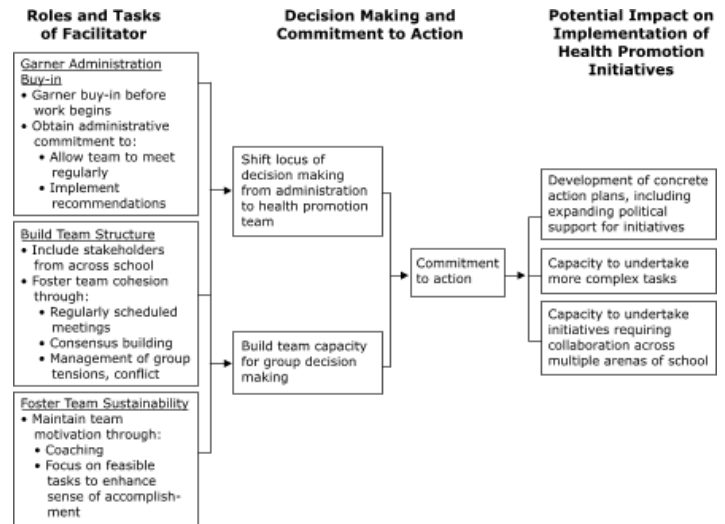 Roles and Tasks
of Facilitator
Garner Administration
Buy-in
• Garner buy-in before
work begins
• Obtain administrative
commitment to:
• Allow team to meet
regularly
• Implement
recommendations
Build Team Structure
• Include stakeholders
from across school
• Foster team cohesion
through:
• Regularly scheduled
meetings
• Consensus building
• Management of group
tensions, conflict
Foster Team Sustainability
• Maintain team
motivation through:
• Coaching
• Focus on feasible
tasks to enhance
sense of accomplish-
ment
Decision Making and
Commitment to Action
Shift locus of
decision making
from administration
to health promotion
team
Build team capacity
for group decision
making
Commitment
to action
Potential Impact on
Implementation of
Health Promotion
Initiatives
Development of concrete
action plans, including
expanding political
support for initiatives
Capacity to undertake
more complex tasks
Capacity to undertake
initiatives requiring
collaboration across
multiple arenas of school